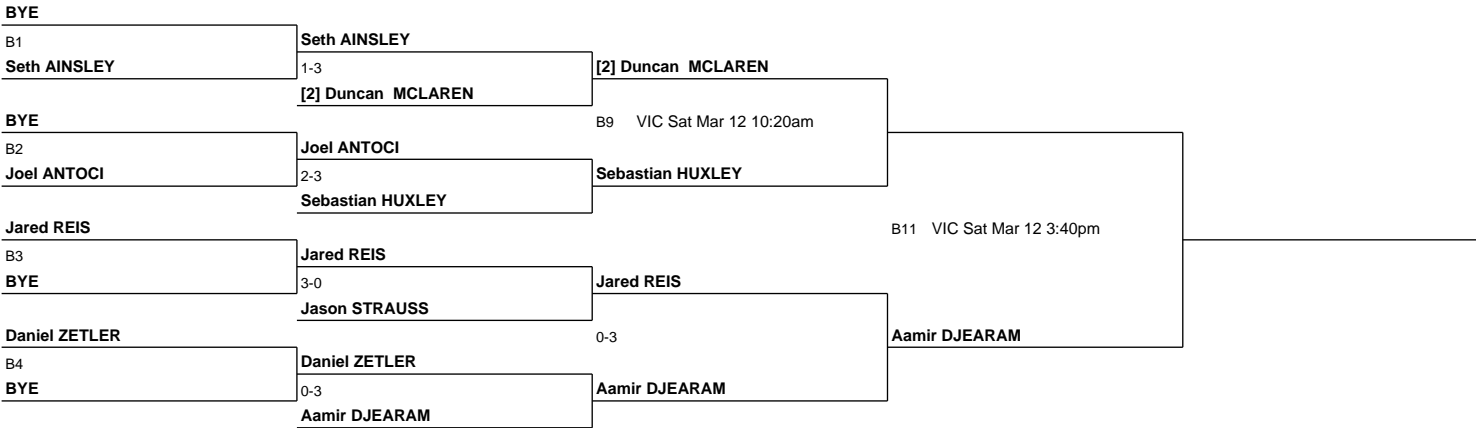 BYE
B1
Seth AINSLEY
Seth AINSLEY
1-3
[2] Duncan MCLAREN
[2] Duncan MCLAREN
BYE
B9 VIC Sat Mar 12 10:20am
B2
Joel ANTOCI
Joel ANTOCI
2-3
Sebastian HUXLEY
Sebastian HUXLEY
Jared REIS
B11 VIC Sat Mar 12 3:40pm
B3
Jared REIS
BYE
3-0
Jared REIS
Jason STRAUSS
Daniel ZETLER
0-3
Aamir DJEARAM
B4
Daniel ZETLER
BYE
0-3
Aamir DJEARAM
Aamir DJEARAM